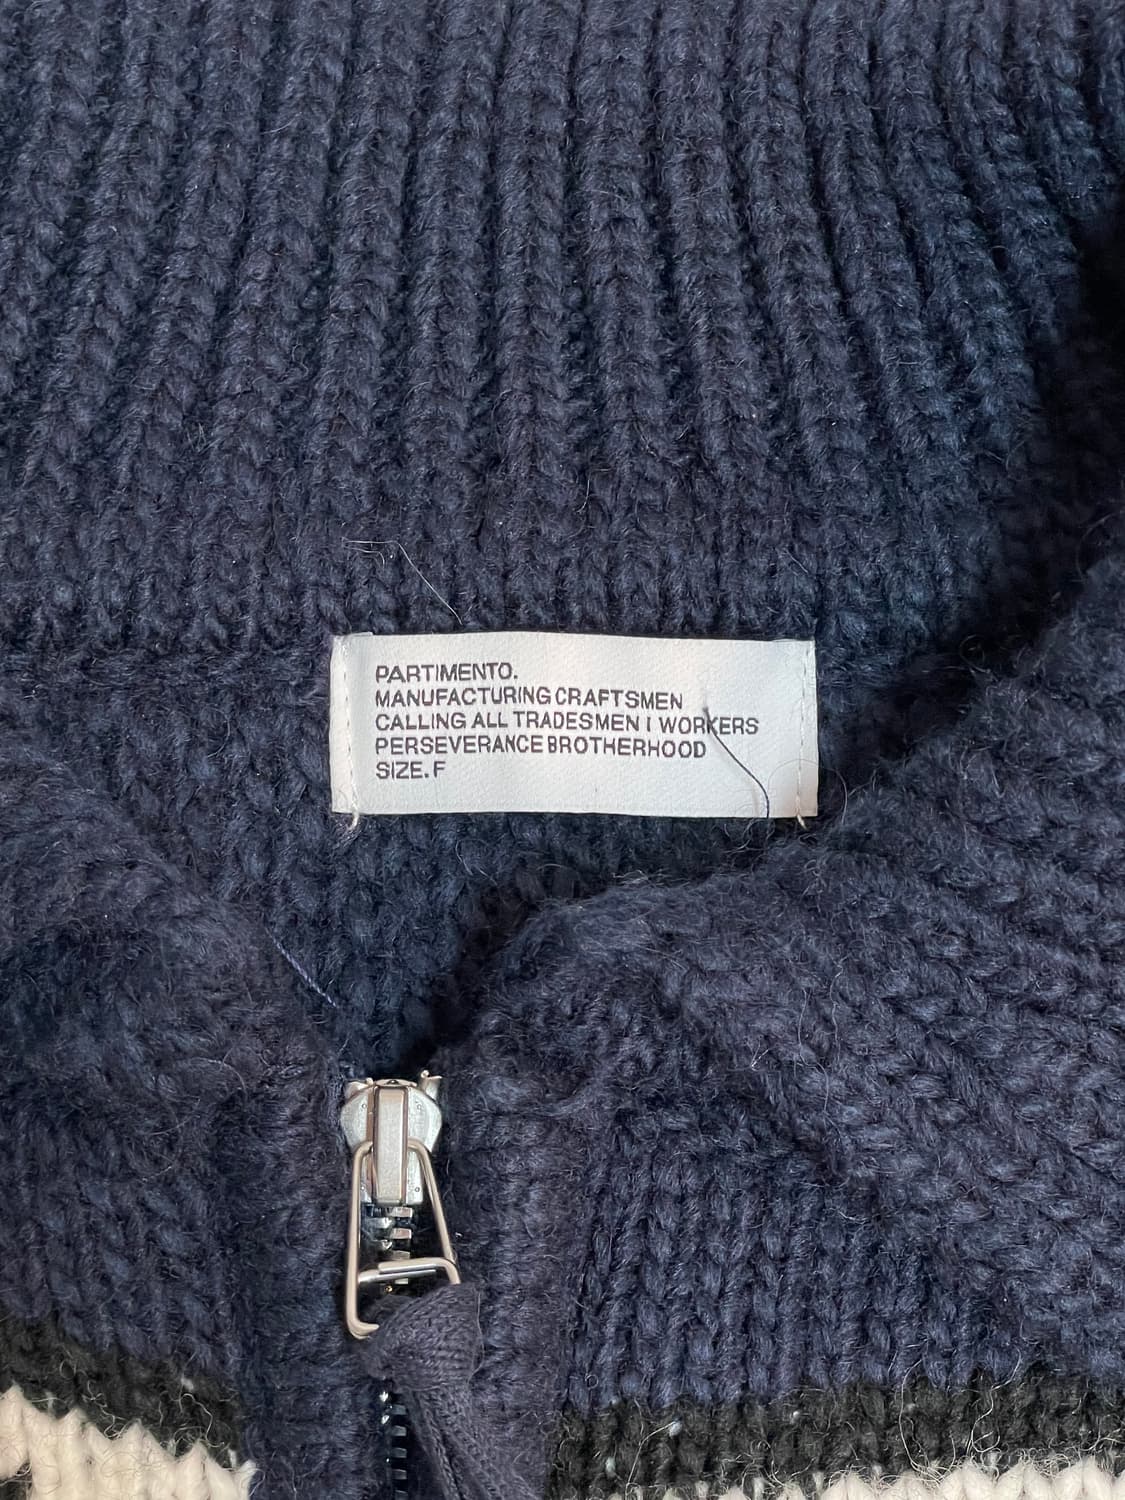 PARTIMENTO.
MANUFACTURING CRAFTSMEN
CALLING ALL TRADESMEN I WORKERS
PERSEVERANCE BROTHERHOOD
SIZE. F